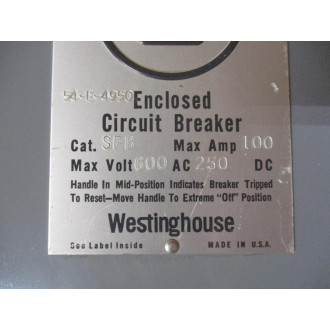 54-B-4950
Enclosed
Circuit Breaker
Cat. SFB Max Amp 100
Max Volt 600 AC 250 DC
Handle In Mid-Position Indicates Breaker Tripped
To Reset—Move Handle To Extreme "Off" Position
Westinghouse
See Label Inside MADE IN U.S.A.